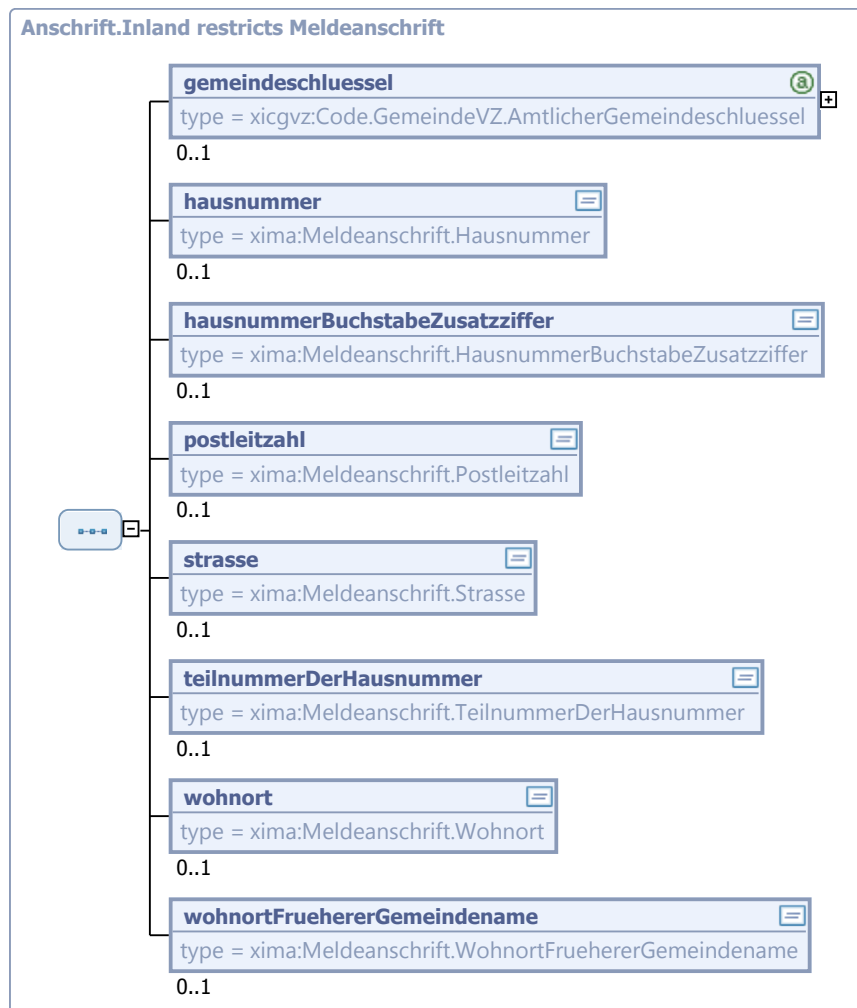 Anschrift.Inland restricts Meldeanschrift
gemeindeschluessel
type = xicgvz:Code.GemeindeVZ.AmtlicherGemeindeschluessel
0..1
hausnummer
type = xima:Meldeanschrift.Hausnummer
0..1
hausnummerBuchstabeZusatzziffer
type = xima:Meldeanschrift.HausnummerBuchstabeZusatzziffer
0..1
postleitzahl
type = xima:Meldeanschrift.Postleitzahl
0..1
strasse
type = xima:Meldeanschrift.Strasse
0..1
teilnummerDerHausnummer
type = xima:Meldeanschrift.TeilnummerDerHausnummer
0..1
wohnort
type = xima:Meldeanschrift.Wohnort
0..1
wohnortFruehererGemeindename
type = xima:Meldeanschrift.WohnortFruehererGemeindename
0..1